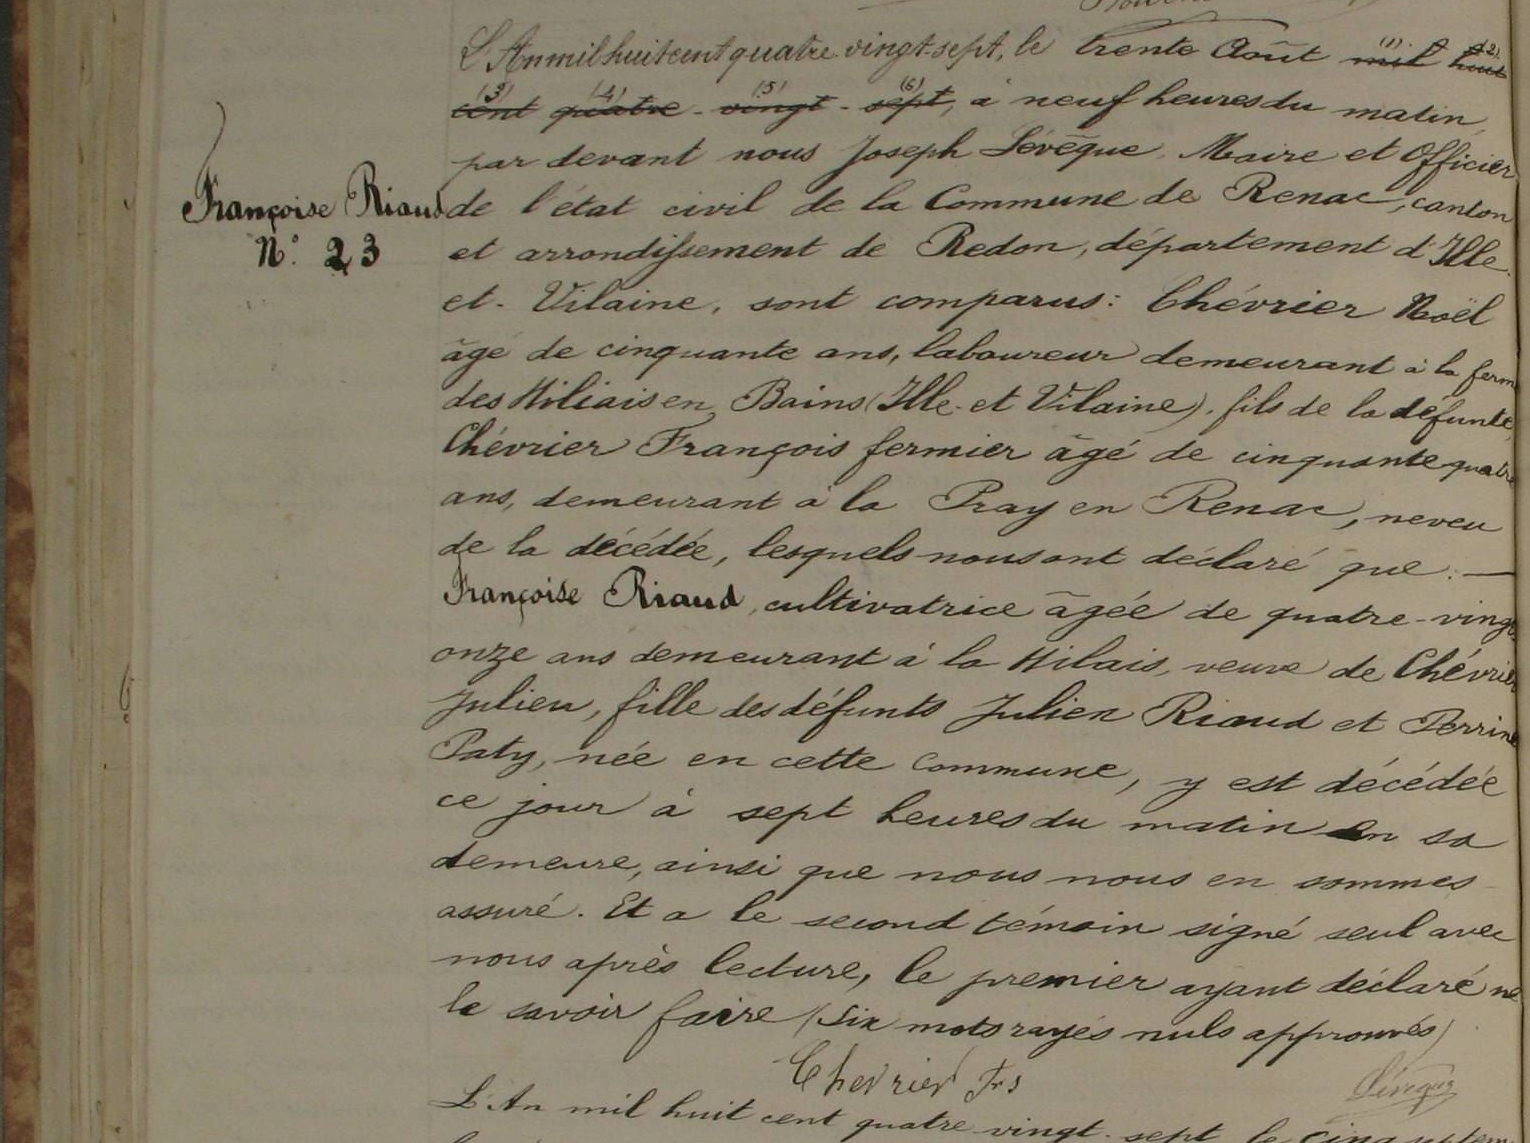 L'An mil huit cent quatre-vingt-sept, le trente Août mil huit
cent quatre-vingt-sept, à neuf heures du matin,
par devant nous Joseph Lévêque, Maire et Officier
Françoise Riaud
N° 23
de l'état civil de la Commune de Renac, canton
et arrondissement de Redon, département d'Ille-
et-Vilaine, sont comparus: Chévrier Noël
âgé de cinquante ans, laboureur demeurant à la ferme
des Hiliais en Bains (Ille-et-Vilaine), fils de la défunte,
Chévrier François fermier âgé de cinquante quatre
ans, demeurant à la Pray en Renac, neveu
de la décédée, lesquels nous ont déclaré que:—
Françoise Riaud, cultivatrice âgée de quatre-vingt
onze ans demeurant à la Hilais, veuve de Chévrier
Julien, fille des défunts Julien Riaud et Perrine
Paty, née en cette Commune, y est décédée
ce jour à sept heures du matin en sa
demeure, ainsi que nous nous en sommes
assuré. Et a le second témoin signé seul avec
nous après lecture, le premier ayant déclaré ne
le savoir faire (Six mots rayés nuls approuvés)
Chevrier Frs
Lévêque
L'An mil huit cent quatre-vingt-sept le cinq